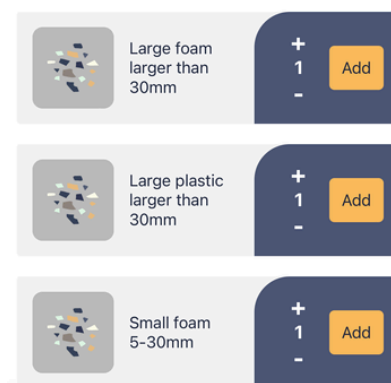 Large foam
larger than
30mm
+
1
-
Add
Large plastic
larger than
30mm
+
1
-
Add
Small foam
5-30mm
+
1
-
Add